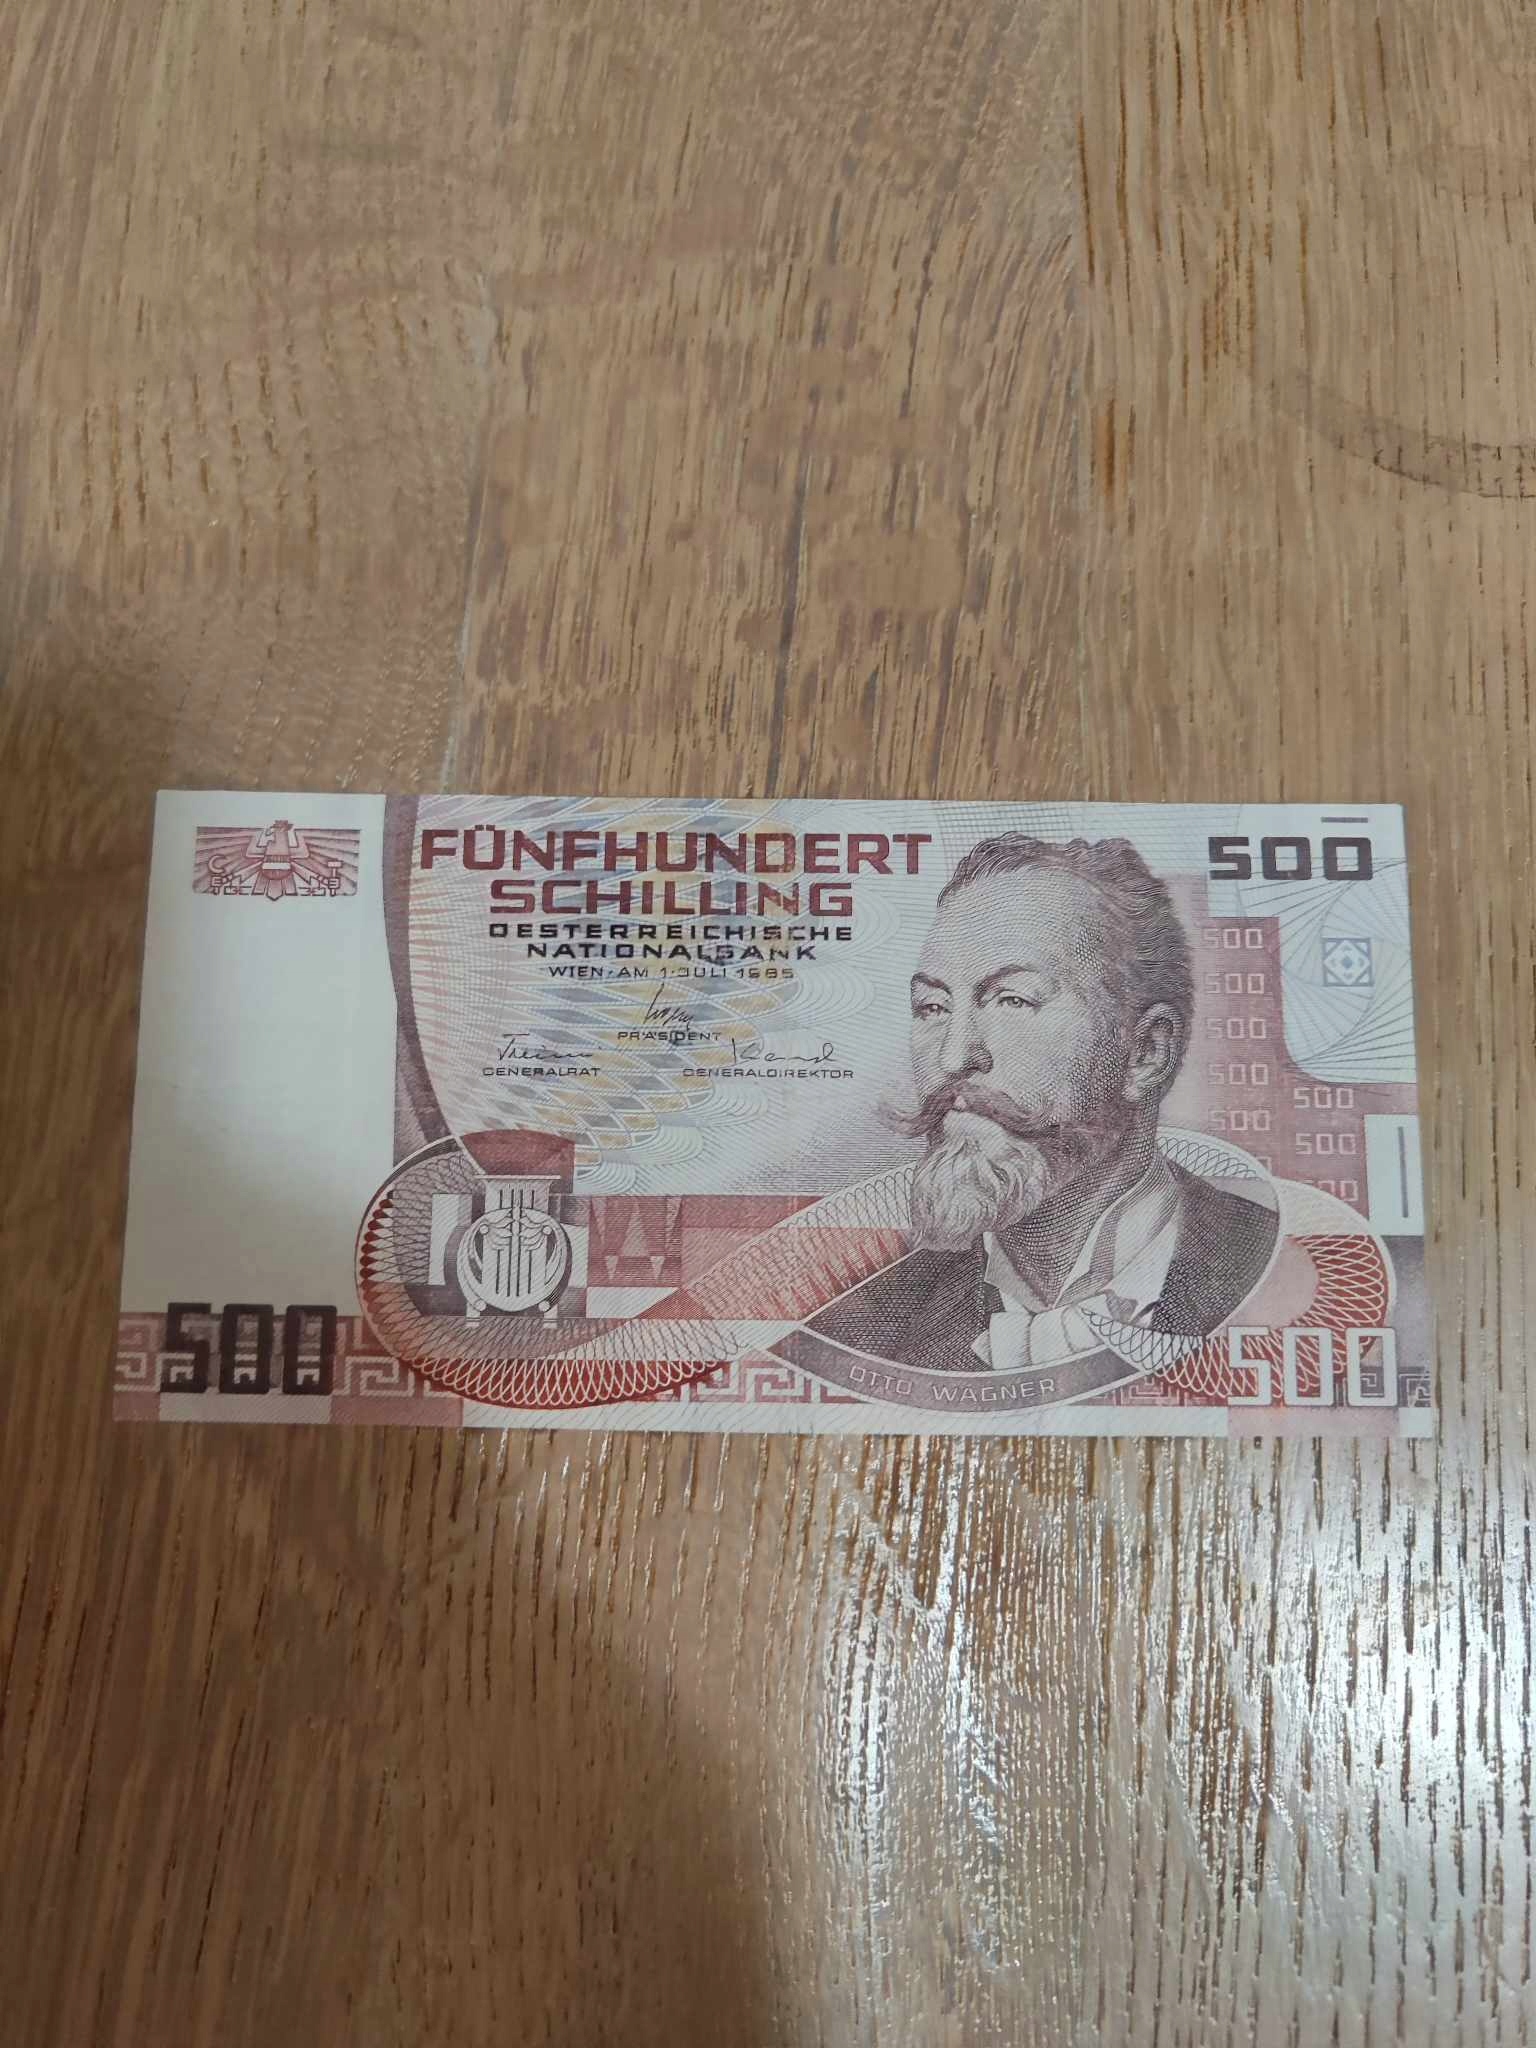 FÜNFHUNDERT
SCHILLING
OESTERREICHISCHE
NATIONALBANK
WIEN·AM 1·JULI 1985
PRÄSIDENT
GENERALRAT
GENERALDIREKTOR
500
500
500
500
500
500
500
500
500
500
500
OTTO WAGNER